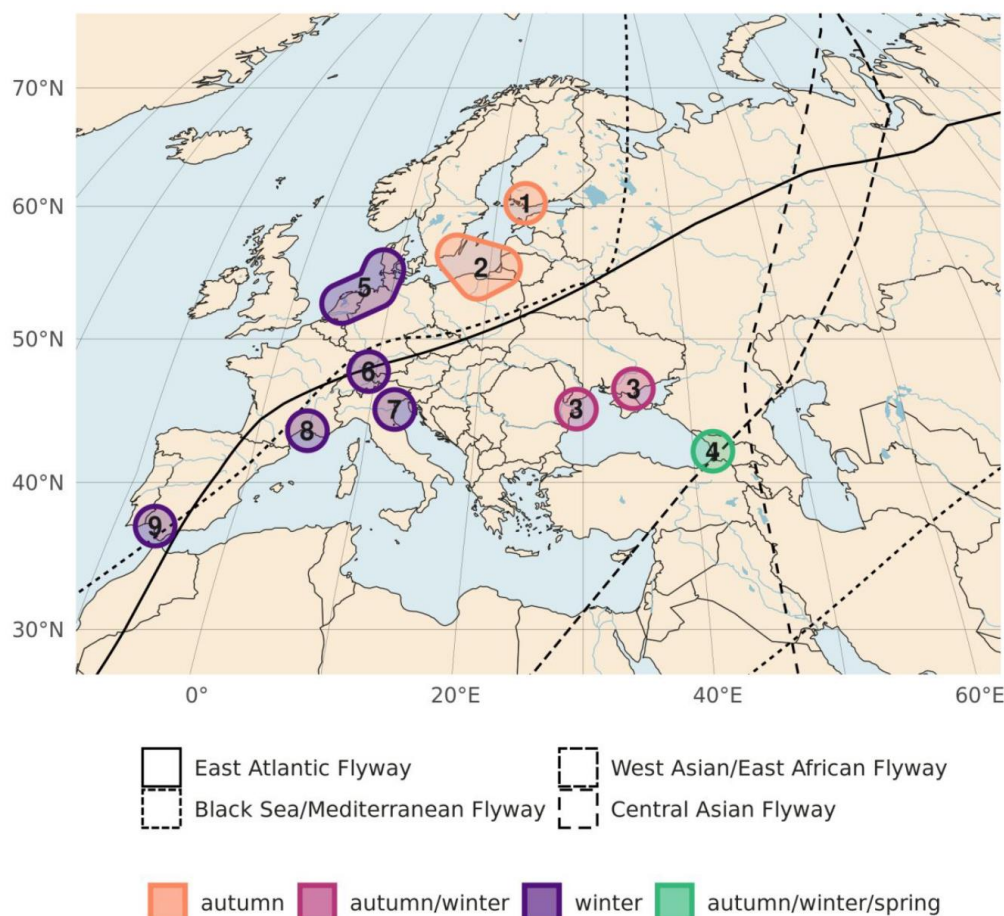 70°N
60°N
50°N
40°N
30°N
1
2
5
6
7
8
3
3
4
9
0° 20°E 40°E 60°E
East Atlantic Flyway West Asian/East African Flyway
Black Sea/Mediterranean Flyway Central Asian Flyway
autumn autumn/winter winter autumn/winter/spring